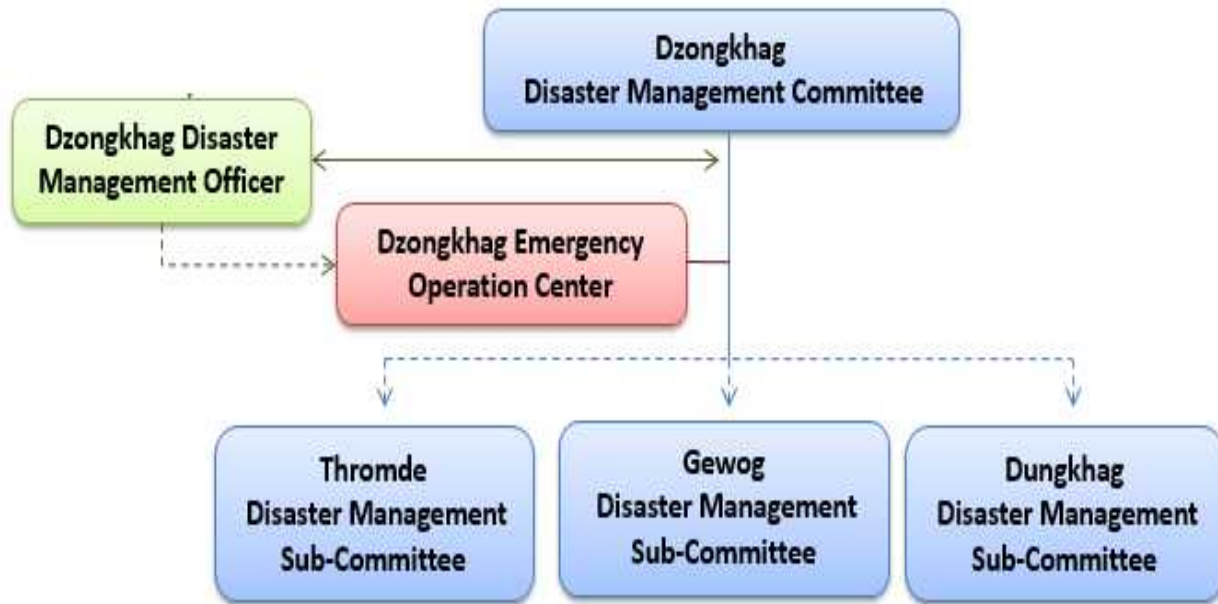 Dzongkhag
Disaster Management Committee
Dzongkhag Disaster
Management Officer
Dzongkhag Emergency
Operation Center
Thromde
Disaster Management
Sub-Committee
Gewog
Disaster Management
Sub-Committee
Dungkhag
Disaster Management
Sub-Committee